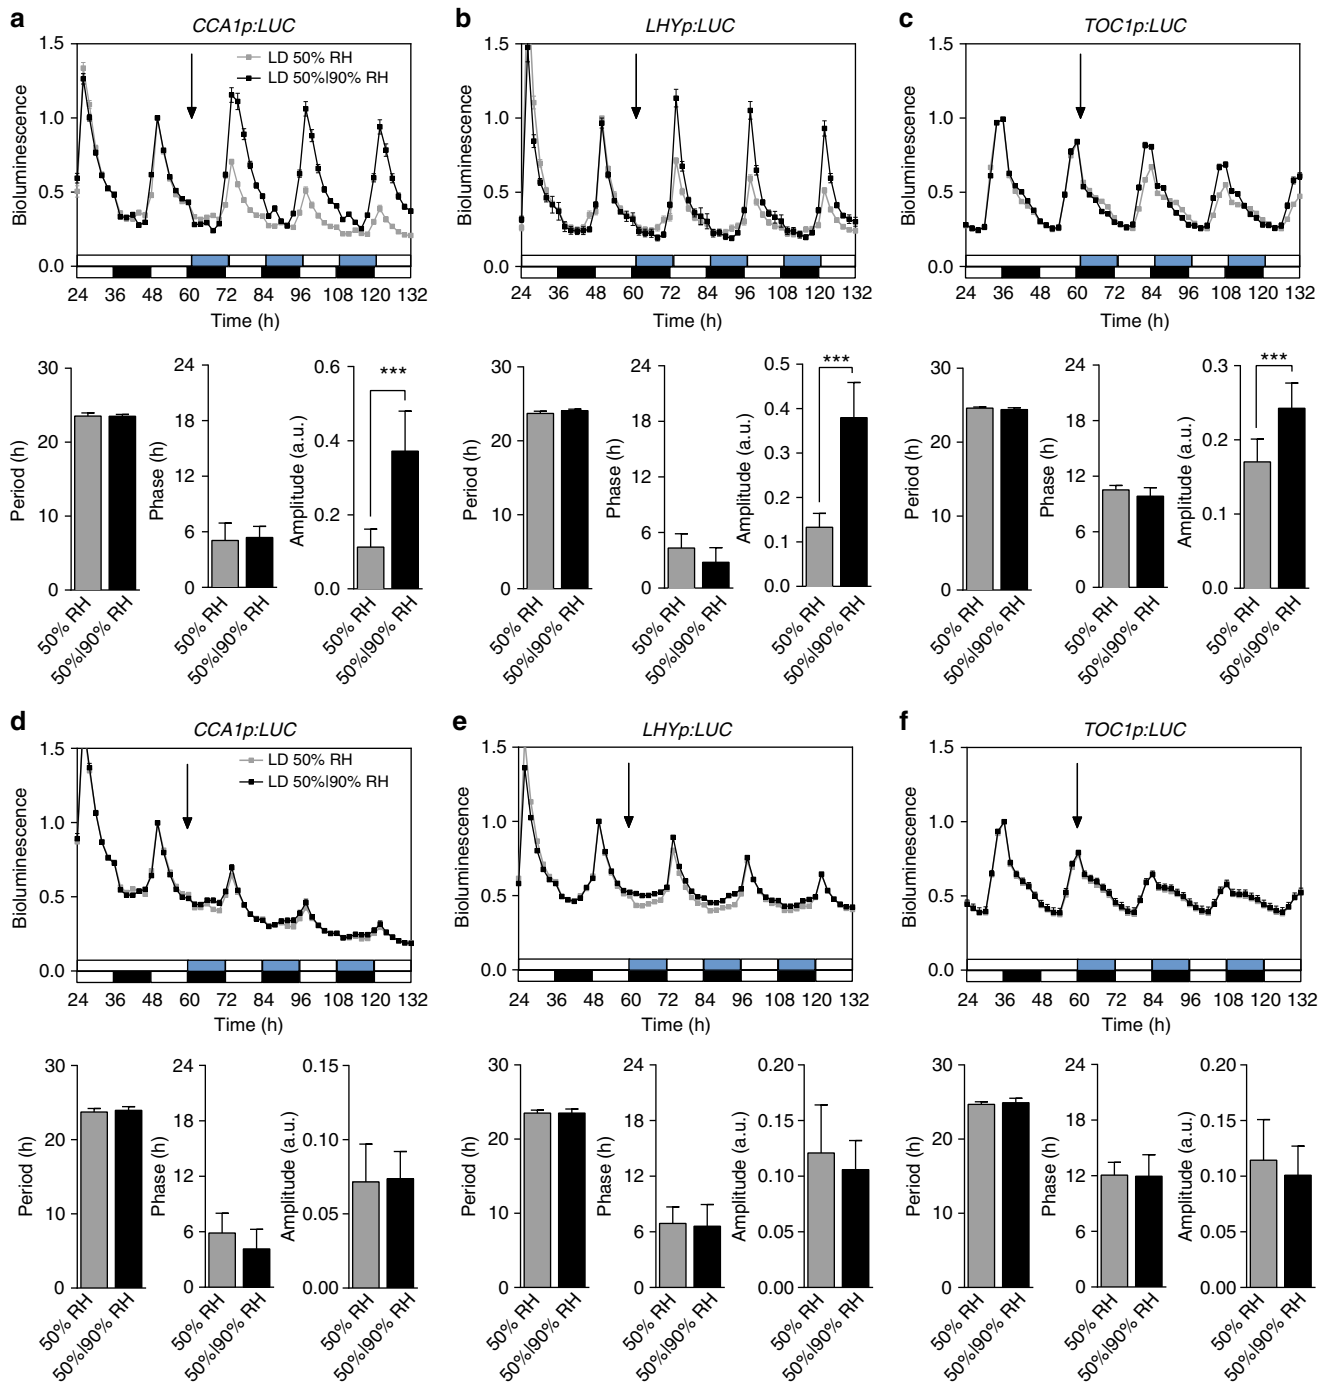 a
CCA1p:LUC
b
LHYp:LUC
c
TOC1p:LUC
Bioluminescence
1.5
1.0
0.5
0.0
LD 50% RH
LD 50%|90% RH
24 36 48 60 72 84 96 108 120 132
Time (h)
Bioluminescence
1.5
1.0
0.5
0.0
24 36 48 60 72 84 96 108 120 132
Time (h)
Bioluminescence
1.5
1.0
0.5
0.0
24 36 48 60 72 84 96 108 120 132
Time (h)
Period (h)
30
20
10
0
50% RH
50%|90% RH
Phase (h)
24
18
12
6
0
50% RH
50%|90% RH
Amplitude (a.u.)
0.6
0.4
0.2
0.0
***
50% RH
50%|90% RH
Period (h)
30
20
10
0
50% RH
50%|90% RH
Phase (h)
24
18
12
6
0
50% RH
50%|90% RH
Amplitude (a.u.)
0.5
0.4
0.3
0.2
0.1
0.0
***
50% RH
50%|90% RH
Period (h)
30
20
10
0
50% RH
50%|90% RH
Phase (h)
24
18
12
6
0
50% RH
50%|90% RH
Amplitude (a.u.)
0.3
0.2
0.1
0.0
***
50% RH
50%|90% RH
d
CCA1p:LUC
e
LHYp:LUC
f
TOC1p:LUC
Bioluminescence
1.5
1.0
0.5
0.0
LD 50% RH
LD 50%|90% RH
24 36 48 60 72 84 96 108 120 132
Time (h)
Bioluminescence
1.5
1.0
0.5
0.0
24 36 48 60 72 84 96 108 120 132
Time (h)
Bioluminescence
1.5
1.0
0.5
0.0
24 36 48 60 72 84 96 108 120 132
Time (h)
Period (h)
30
20
10
0
50% RH
50%|90% RH
Phase (h)
24
18
12
6
0
50% RH
50%|90% RH
Amplitude (a.u.)
0.15
0.10
0.05
0.00
50% RH
50%|90% RH
Period (h)
30
20
10
0
50% RH
50%|90% RH
Phase (h)
24
18
12
6
0
50% RH
50%|90% RH
Amplitude (a.u.)
0.20
0.15
0.10
0.05
0.00
50% RH
50%|90% RH
Period (h)
30
20
10
0
50% RH
50%|90% RH
Phase (h)
24
18
12
6
0
50% RH
50%|90% RH
Amplitude (a.u.)
0.20
0.15
0.10
0.05
0.00
50% RH
50%|90% RH